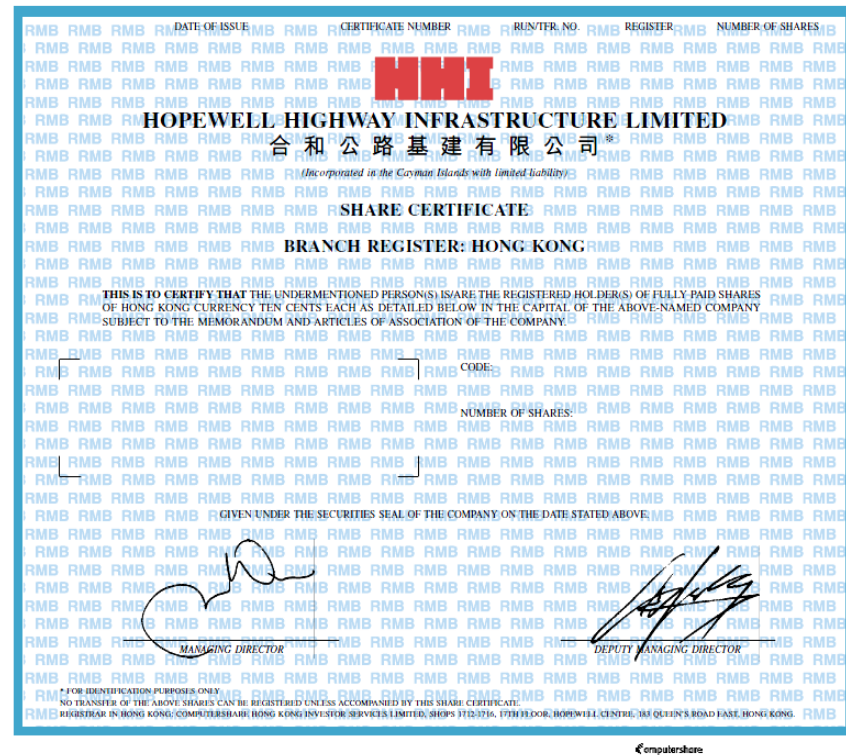 DATE OF ISSUE CERTIFICATE NUMBER RUN/TFR. NO. REGISTER NUMBER OF SHARES
HHI
HOPEWELL HIGHWAY INFRASTRUCTURE LIMITED
合和公路基建有限公司*
(Incorporated in the Cayman Islands with limited liability)
SHARE CERTIFICATE
BRANCH REGISTER: HONG KONG
THIS IS TO CERTIFY THAT THE UNDERMENTIONED PERSON(S) IS/ARE THE REGISTERED HOLDER(S) OF FULLY PAID SHARES
OF HONG KONG CURRENCY TEN CENTS EACH AS DETAILED BELOW IN THE CAPITAL OF THE ABOVE-NAMED COMPANY
SUBJECT TO THE MEMORANDUM AND ARTICLES OF ASSOCIATION OF THE COMPANY.
CODE:
NUMBER OF SHARES:
GIVEN UNDER THE SECURITIES SEAL OF THE COMPANY ON THE DATE STATED ABOVE.
MANAGING DIRECTOR DEPUTY MANAGING DIRECTOR
* FOR IDENTIFICATION PURPOSES ONLY
NO TRANSFER OF THE ABOVE SHARES CAN BE REGISTERED UNLESS ACCOMPANIED BY THIS SHARE CERTIFICATE.
REGISTRAR IN HONG KONG: COMPUTERSHARE HONG KONG INVESTOR SERVICES LIMITED, SHOPS 1712-1716, 17TH FLOOR, HOPEWELL CENTRE, 183 QUEEN'S ROAD EAST, HONG KONG.
Computershare